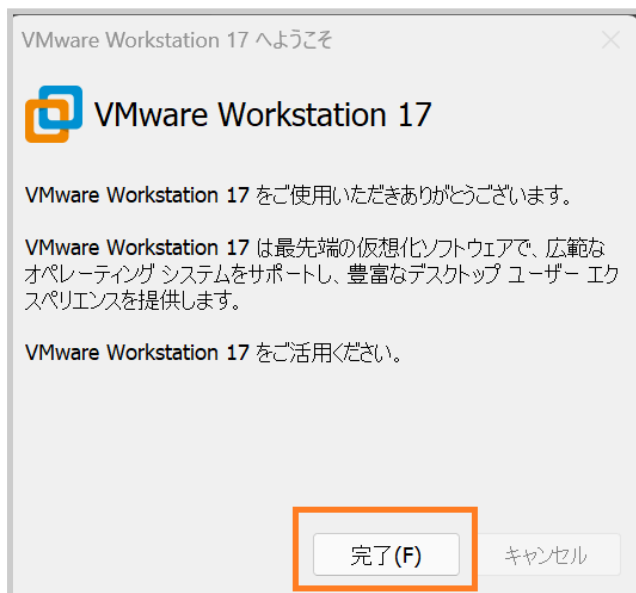 VMware Workstation 17 へようこそ
VMware Workstation 17
VMware Workstation 17 をご使用いただきありがとうございます。
VMware Workstation 17 は最先端の仮想化ソフトウェアで、広範な
オペレーティング システムをサポートし、豊富なデスクトップ ユーザー エク
スペリエンスを提供します。
VMware Workstation 17 をご活用ください。
完了(F)
キャンセル